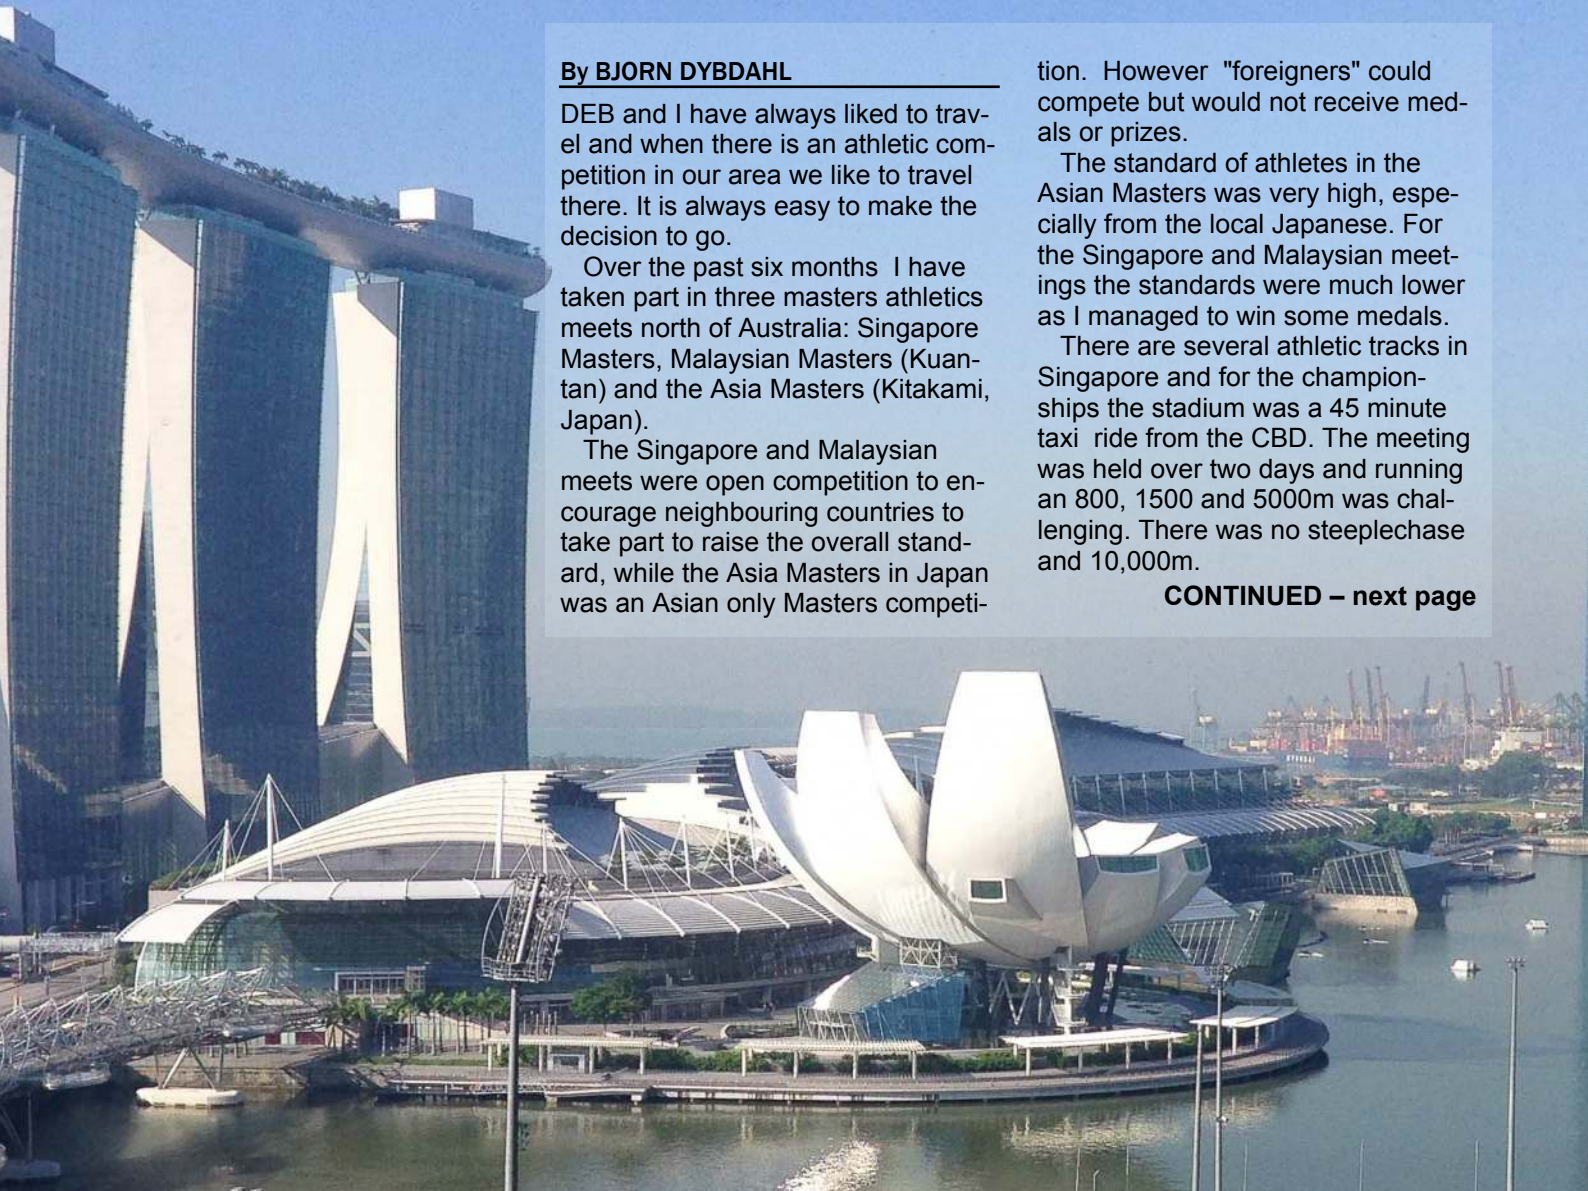 By BJORN DYBDAHL
DEB and I have always liked to trav-
el and when there is an athletic com-
petition in our area we like to travel
there. It is always easy to make the
decision to go.
Over the past six months  I have
taken part in three masters athletics
meets north of Australia: Singapore
Masters, Malaysian Masters (Kuan-
tan) and the Asia Masters (Kitakami,
Japan).
The Singapore and Malaysian
meets were open competition to en-
courage neighbouring countries to
take part to raise the overall stand-
ard, while the Asia Masters in Japan
was an Asian only Masters competi-
tion.  However  "foreigners" could
compete but would not receive med-
als or prizes.
The standard of athletes in the
Asian Masters was very high, espe-
cially from the local Japanese. For
the Singapore and Malaysian meet-
ings the standards were much lower
as I managed to win some medals.
There are several athletic tracks in
Singapore and for the champion-
ships the stadium was a 45 minute
taxi  ride from the CBD. The meeting
was held over two days and running
an 800, 1500 and 5000m was chal-
lenging. There was no steeplechase
and 10,000m.
CONTINUED – next page